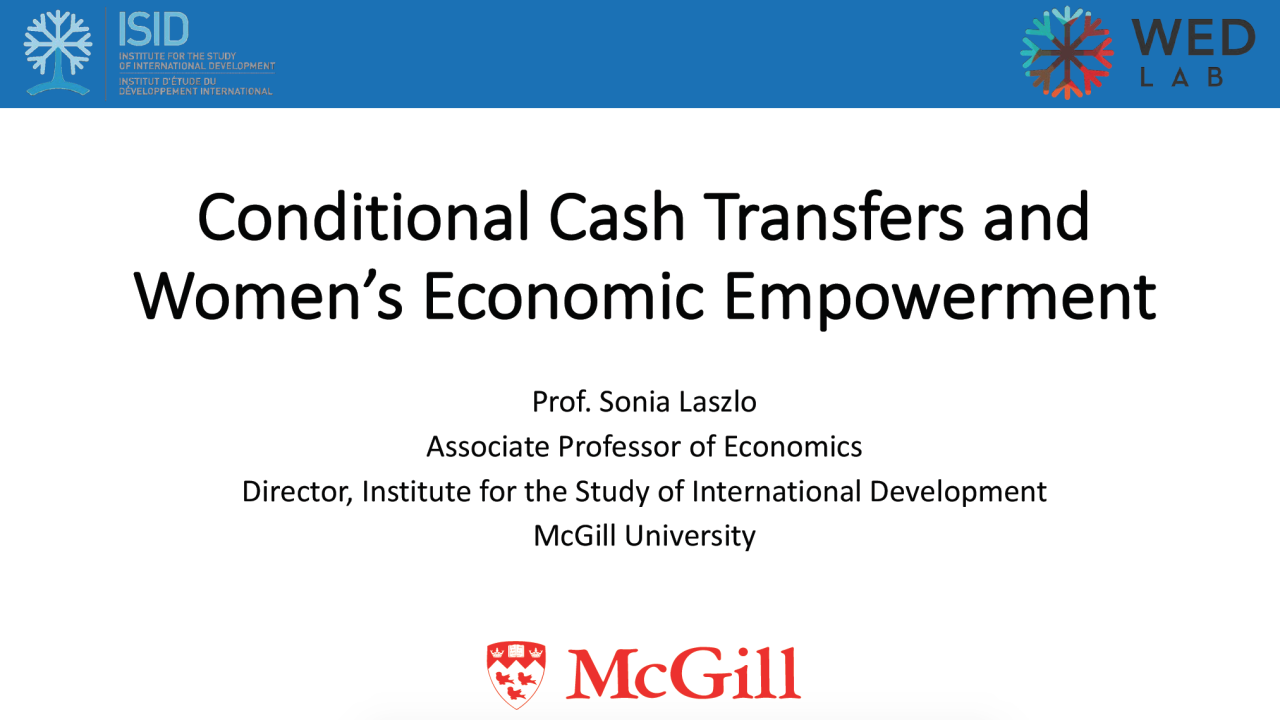 ISID
INSTITUTE FOR THE STUDY
OF INTERNATIONAL DEVELOPMENT
INSTITUT D'ÉTUDE DU
DÉVELOPPEMENT INTERNATIONAL
WED
LAB
Conditional Cash Transfers and
Women’s Economic Empowerment
Prof. Sonia Laszlo
Associate Professor of Economics
Director, Institute for the Study of International Development
McGill University
McGill